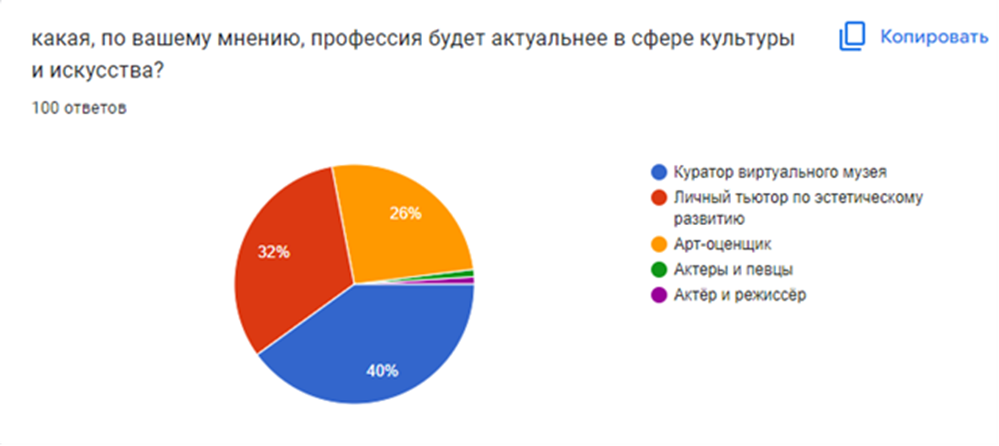 какая, по вашему мнению, профессия будет актуальнее в сфере культуры
и искусства?
Копировать
100 ответов
26%
32%
40%
Куратор виртуального музея
Личный тьютор по эстетическому
развитию
Арт-оценщик
Актеры и певцы
Актёр и режиссёр